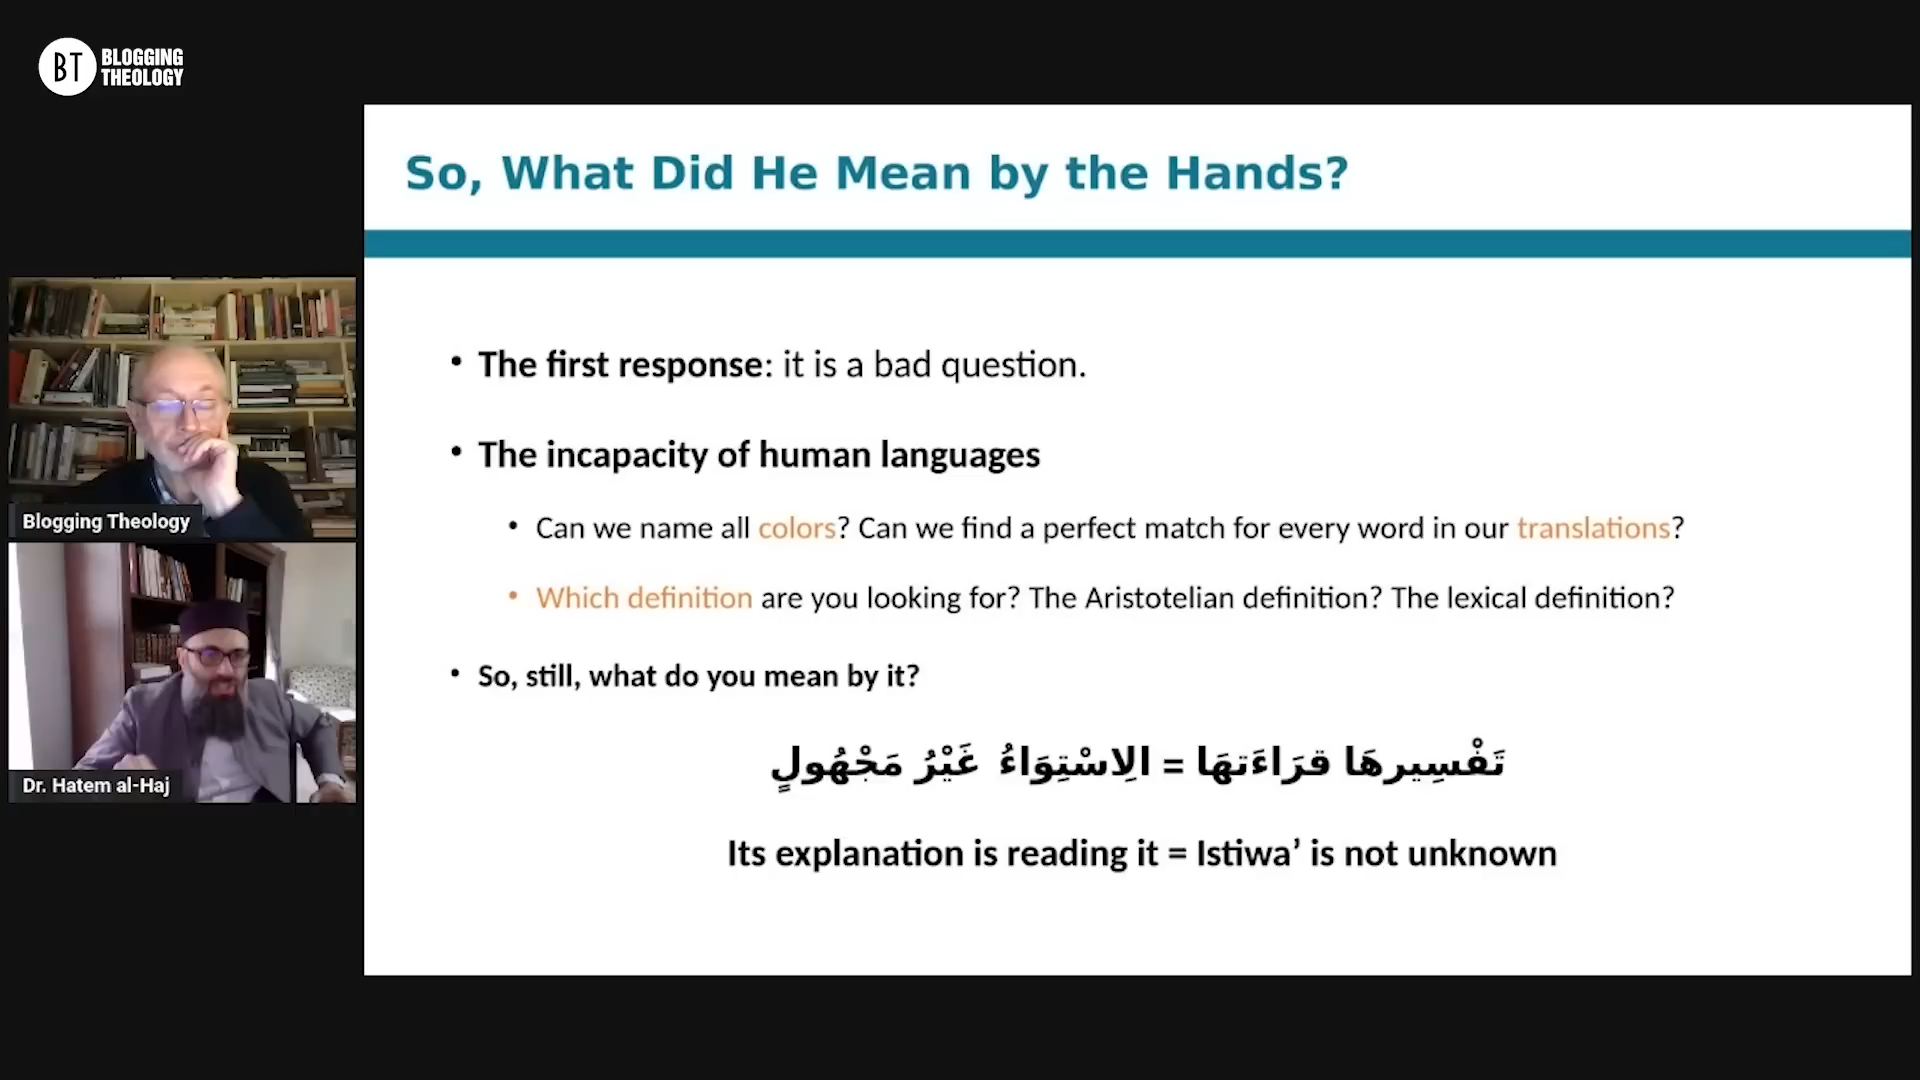 BT BLOGGING
THEOLOGY
So, What Did He Mean by the Hands?
• The first response: it is a bad question.
• The incapacity of human languages
• Can we name all colors? Can we find a perfect match for every word in our translations?
• Which definition are you looking for? The Aristotelian definition? The lexical definition?
• So, still, what do you mean by it?
تَفْسِيرهَا قرَاءَتهَا = الِاسْتِوَاءُ غَيْرُ مَجْهُولٍ
Its explanation is reading it = Istiwa’ is not unknown
Blogging Theology
Dr. Hatem al-Haj